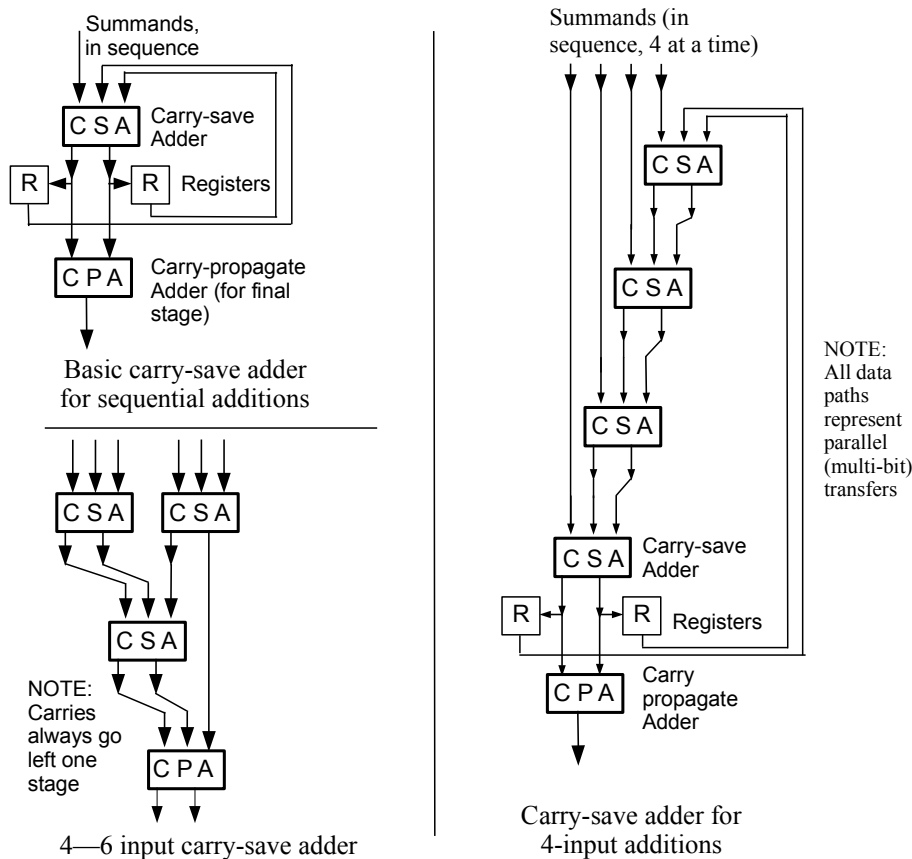 Summands,
in sequence
C S A
Carry-save
Adder
R
R
Registers
C P A
Carry-propagate
Adder (for final
stage)
Basic carry-save adder
for sequential additions
C S A
C S A
C S A
NOTE:
Carries
always go
left one
stage
C P A
4—6 input carry-save adder
Summands (in
sequence, 4 at a time)
C S A
C S A
C S A
C S A
Carry-save
Adder
R
R
Registers
C P A
Carry
propagate
Adder
NOTE:
All data
paths
represent
parallel
(multi-bit)
transfers
Carry-save adder for
4-input additions